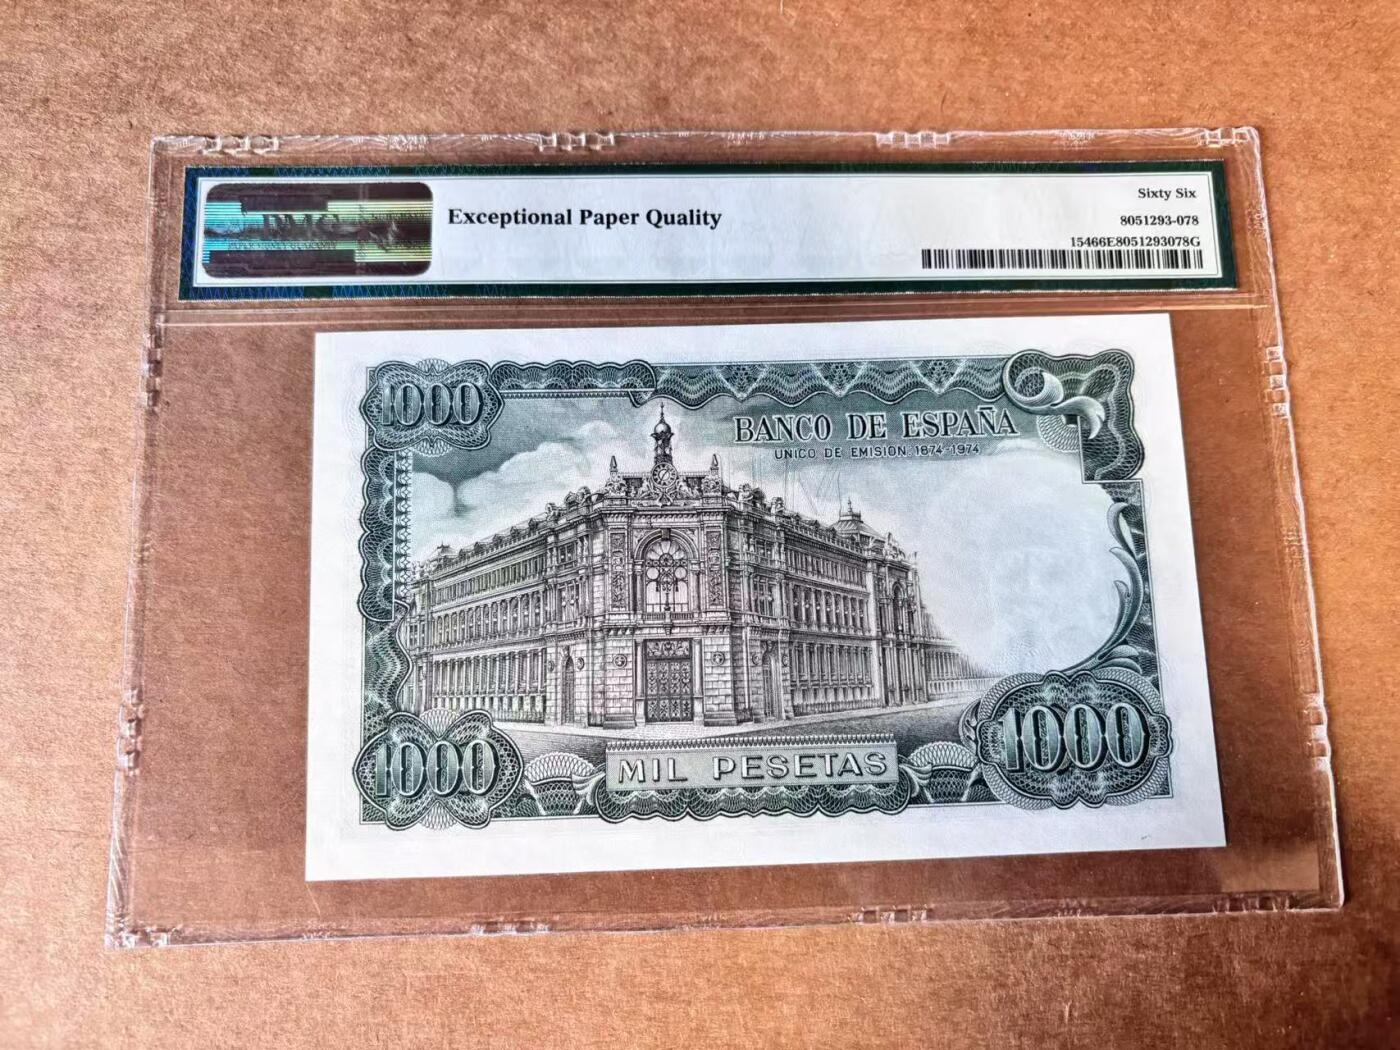 PMG
Exceptional Paper Quality
Sixty Six
8051293-078
15466E8051293078G
1000
BANCO DE ESPAÑA
UNICO DE EMISION: 1874-1974
1000
MIL PESETAS
1000